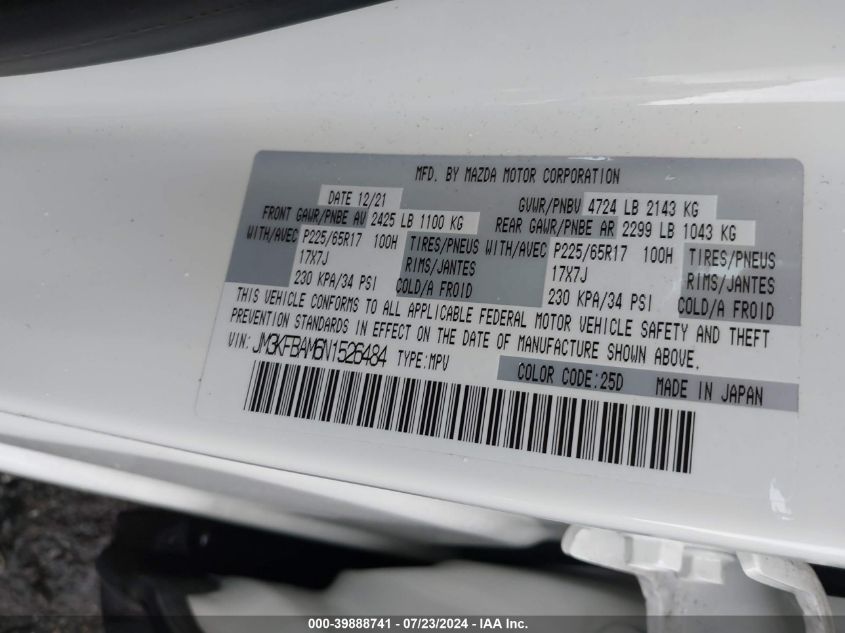 MFD. BY MAZDA MOTOR CORPORATION
DATE 12/21 GVWR/PNBV 4724 LB 2143 KG
FRONT GAWR/PNBE AV 2425 LB 1100 KG REAR GAWR/PNBE AR 2299 LB 1043 KG
WITH/AVEC P225/65R17 100H TIRES/PNEUS WITH/AVEC P225/65R17 100H TIRES/PNEUS
17X7J RIMS/JANTES 17X7J RIMS/JANTES
230 KPA/34 PSI COLD/A FROID 230 KPA/34 PSI COLD/A FROID
THIS VEHICLE CONFORMS TO ALL APPLICABLE FEDERAL MOTOR VEHICLE SAFETY AND THEFT
PREVENTION STANDARDS IN EFFECT ON THE DATE OF MANUFACTURE SHOWN ABOVE.
VIN: JM3KFBAM6N1526484 TYPE:MPV
COLOR CODE:25D MADE IN JAPAN
000-39888741 / 07/23/2024 - IAA Inc.